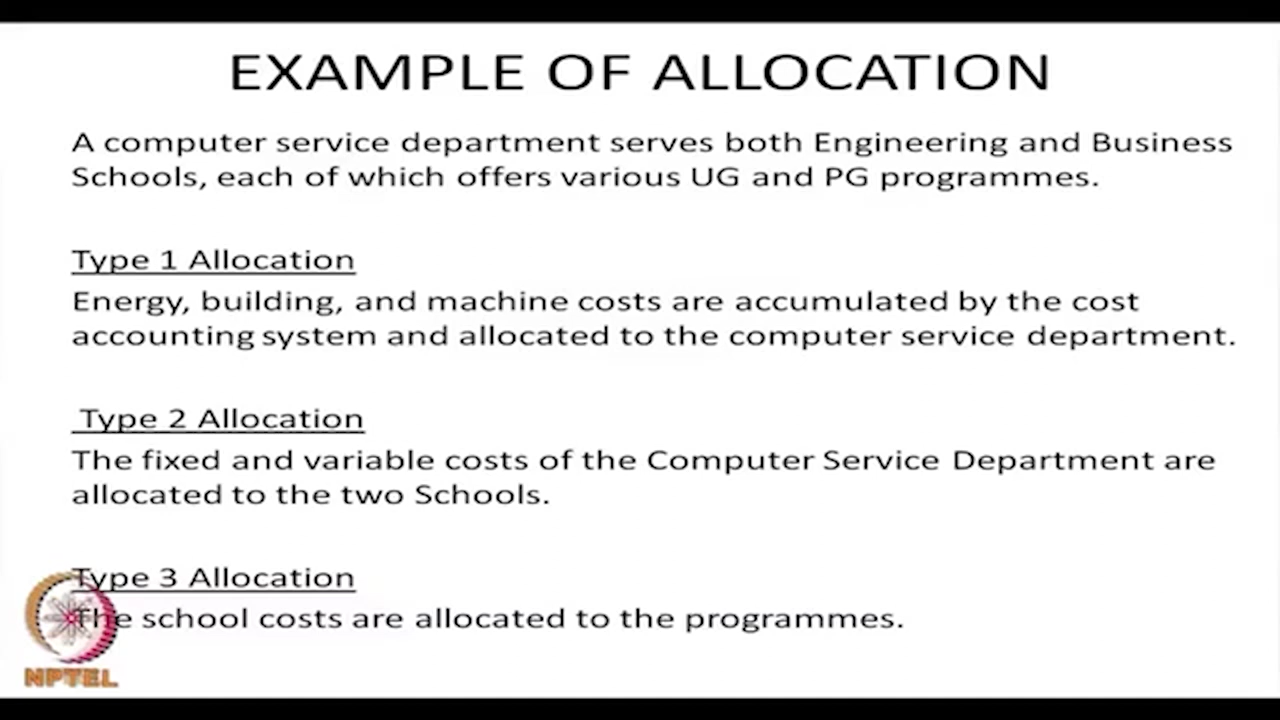 EXAMPLE OF ALLOCATION
A computer service department serves both Engineering and Business
Schools, each of which offers various UG and PG programmes.
Type 1 Allocation
Energy, building, and machine costs are accumulated by the cost
accounting system and allocated to the computer service department.
Type 2 Allocation
The fixed and variable costs of the Computer Service Department are
allocated to the two Schools.
Type 3 Allocation
The school costs are allocated to the programmes.
NPTEL